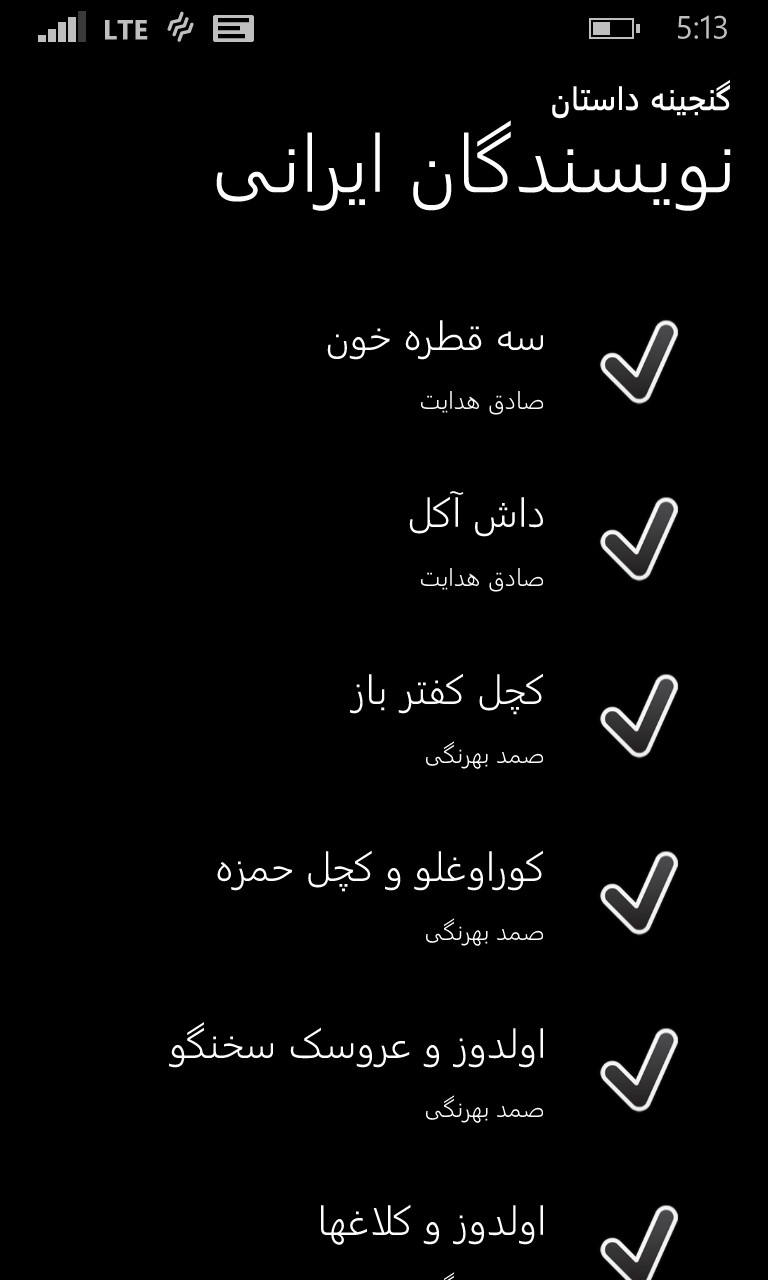 LTE 5:13
گنجینه داستان
نویسندگان ایرانی
سه قطره خون
صادق هدایت
داش آکل
صادق هدایت
کچل کفتر باز
صمد بهرنگی
کوراوغلو و کچل حمزه
صمد بهرنگی
اولدوز و عروسک سخنگو
صمد بهرنگی
اولدوز و کلاغها